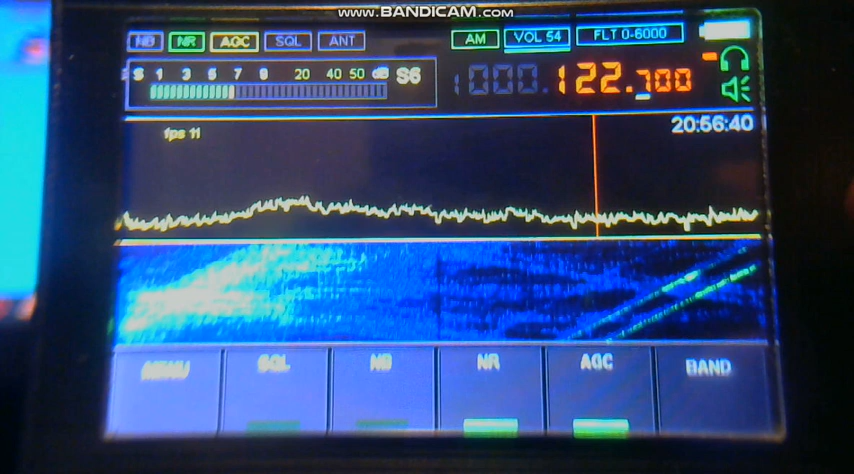 www.BANDICAM.com
NB NR AGC SQL ANT AM VOL 54 FLT 0-6000
S 1 3 5 7 9 20 40 50 dB S6
122.700
fps 11
20:56:40
MENU SQL NB NR AGC BAND